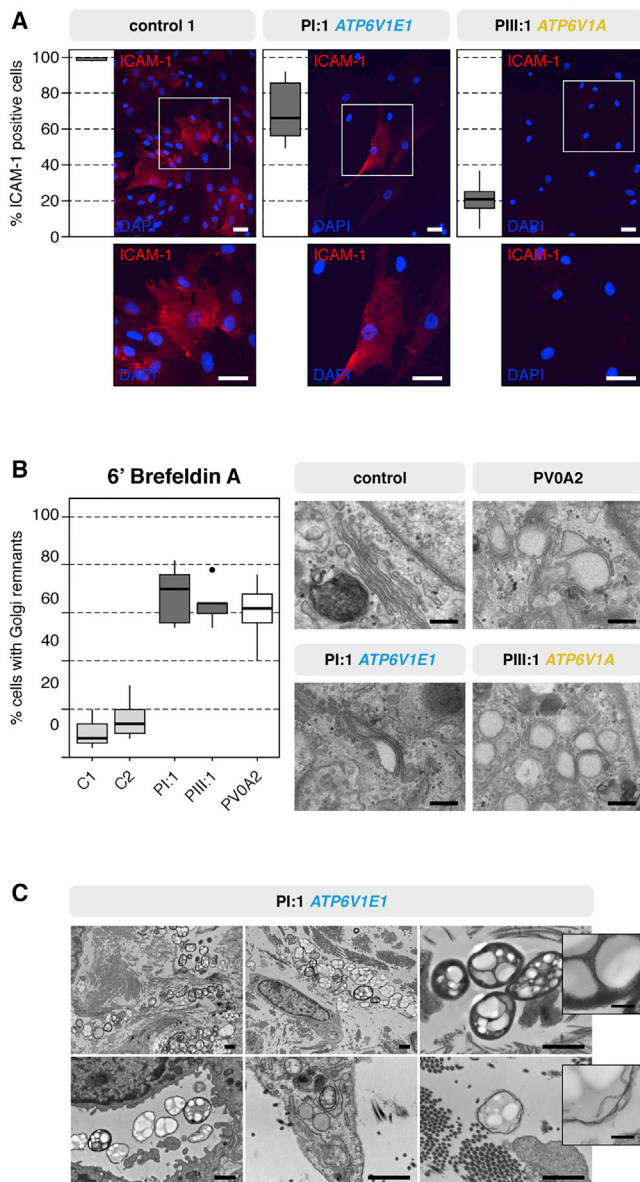 A
control 1
PI:1 ATP6V1E1
PIII:1 ATP6V1A
% ICAM-1 positive cells
100
80
60
40
20
0
ICAM-1
DAPI
ICAM-1
DAPI
ICAM-1
DAPI
ICAM-1
DAPI
ICAM-1
DAPI
ICAM-1
DAPI
B
6' Brefeldin A
% cells with Golgi remnants
100
80
60
40
20
0
C1
C2
PI:1
PIII:1
PV0A2
control
PV0A2
PI:1 ATP6V1E1
PIII:1 ATP6V1A
C
PI:1 ATP6V1E1